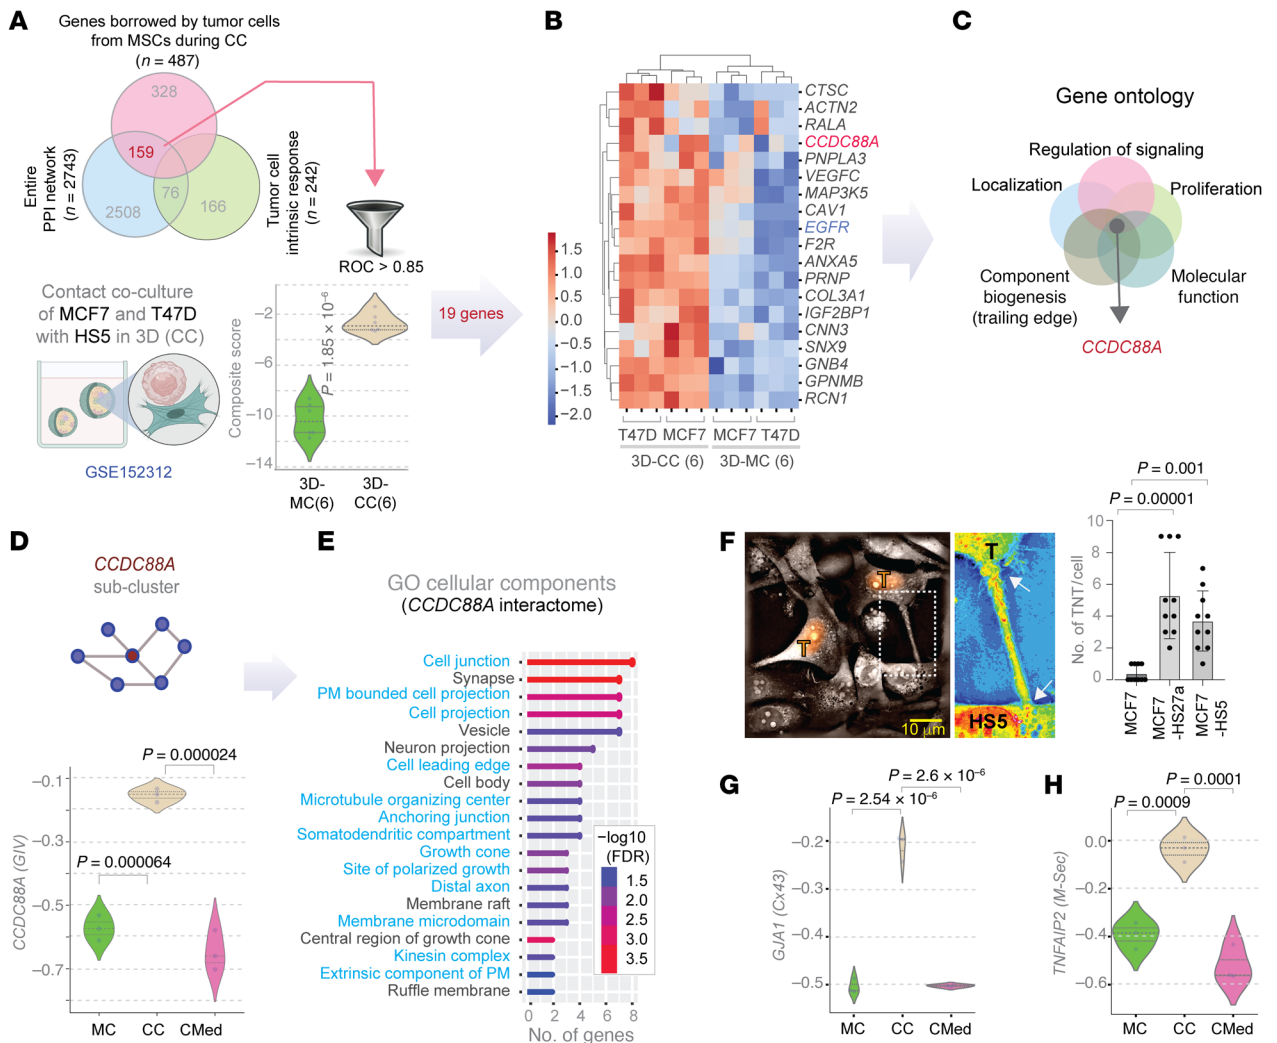 A
Genes borrowed by tumor cells
from MSCs during CC
(n = 487)
328
159
76
2508
166
Entire
PPI network
(n = 2743)
Tumor cell
intrinsic response
(n = 242)
ROC > 0.85
Contact co-culture
of MCF7 and T47D
with HS5 in 3D (CC)
GSE152312
Composite score
−2
−6
−10
−14
P = 1.85 × 10⁻⁶
3D-
MC(6)
3D-
CC(6)
19 genes
B
1.5
1.0
0.5
0.0
−0.5
−1.0
−1.5
−2.0
CTSC
ACTN2
RALA
CCDC88A
PNPLA3
VEGFC
MAP3K5
CAV1
EGFR
F2R
ANXA5
PRNP
COL3A1
IGF2BP1
CNN3
SNX9
GNB4
GPNMB
RCN1
T47D MCF7 MCF7 T47D
3D-CC (6) 3D-MC (6)
C
Gene ontology
Regulation of signaling
Localization
Proliferation
Component
biogenesis
(trailing edge)
Molecular
function
CCDC88A
D
CCDC88A
sub-cluster
P = 0.000024
P = 0.000064
CCDC88A (GIV)
−0.1
−0.3
−0.5
−0.7
MC CC CMed
E
GO cellular components
(CCDC88A interactome)
Cell junction
Synapse
PM bounded cell projection
Cell projection
Vesicle
Neuron projection
Cell leading edge
Cell body
Microtubule organizing center
Anchoring junction
Somatodendritic compartment
Growth cone
Site of polarized growth
Distal axon
Membrane raft
Membrane microdomain
Central region of growth cone
Kinesin complex
Extrinsic component of PM
Ruffle membrane
0 2 4 6 8
No. of genes
−log10
(FDR)
1.5
2.0
2.5
3.0
3.5
F
T
T
10 µm
T
HS5
P = 0.001
P = 0.00001
No. of TNT/cell
10
8
6
4
2
0
MCF7
MCF7
-HS27a
MCF7
-HS5
G
P = 2.6 × 10⁻⁶
P = 2.54 × 10⁻⁶
GJA1 (Cx43)
−0.2
−0.3
−0.4
−0.5
MC CC CMed
H
P = 0.0001
P = 0.0009
TNFAIP2 (M-Sec)
0.0
−0.2
−0.4
−0.6
MC CC CMed